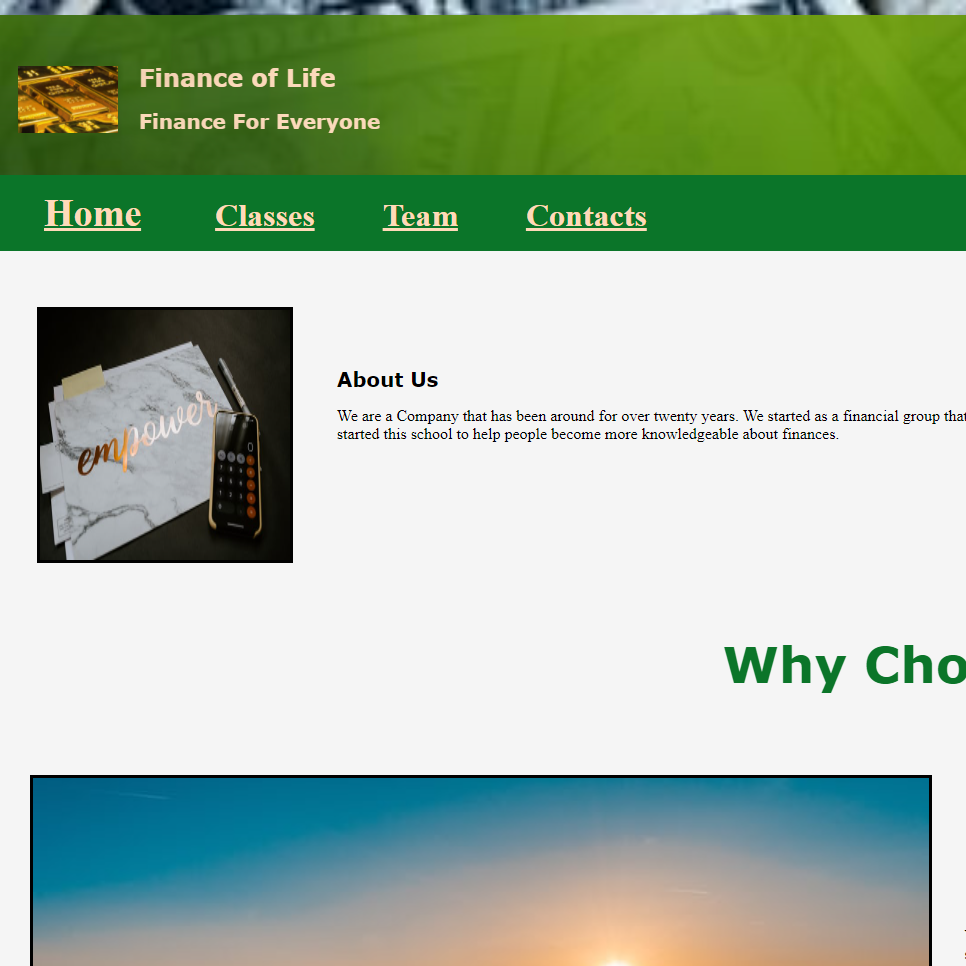 Finance of Life
Finance For Everyone
Home Classes Team Contacts
empower
About Us
We are a Company that has been around for over twenty years. We started as a financial group that
started this school to help people become more knowledgeable about finances.
Why Cho